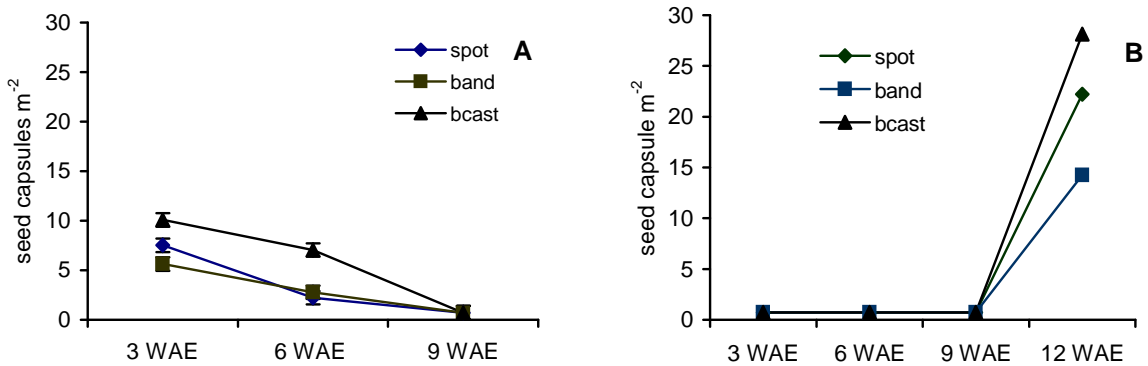 A
seed capsules m-2
30
25
20
15
10
5
0
spot
band
bcast
3 WAE 6 WAE 9 WAE
B
seed capsule m-2
30
25
20
15
10
5
0
spot
band
bcast
3 WAE 6 WAE 9 WAE 12 WAE